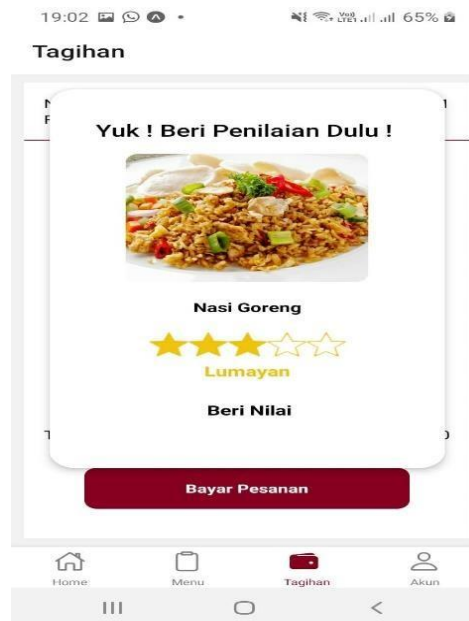 19:02 65%
Tagihan
Yuk ! Beri Penilaian Dulu !
Nasi Goreng
Lumayan
Beri Nilai
Bayar Pesanan
Home Menu Tagihan Akun